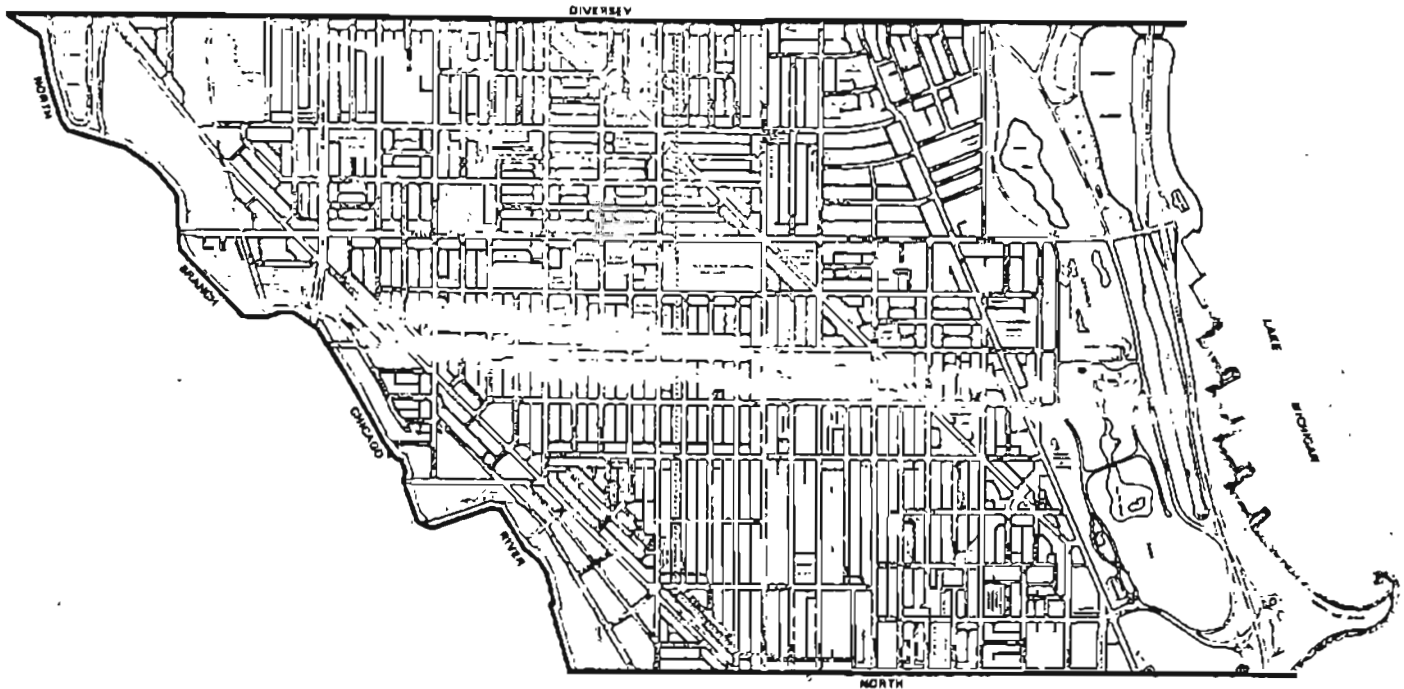 DIVERSEY
NORTH
BRANCH
CHICAGO
RIVER
LAKE
MICHIGAN
NORTH